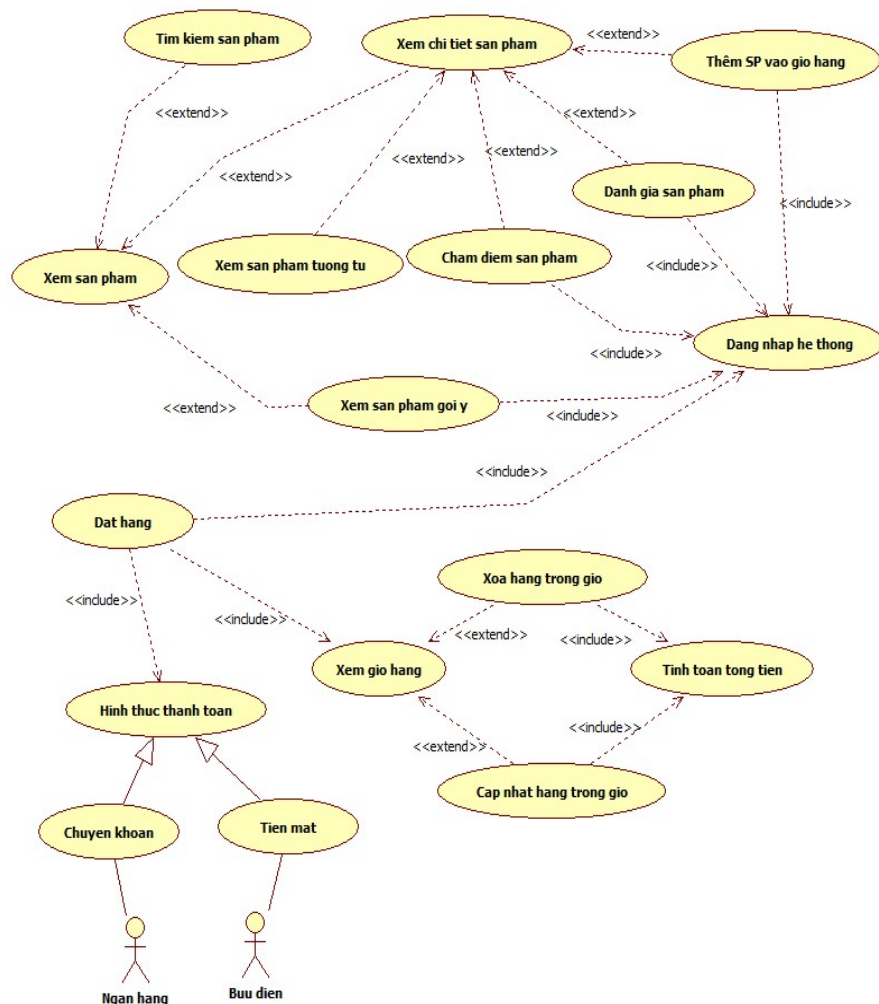 Tim kiem san pham
Xem chi tiet san pham
<<extend>>
Thêm SP vao gio hang
<<extend>>
<<extend>>
<<extend>>
<<extend>>
<<extend>>
Danh gia san pham
<<include>>
Xem san pham
Xem san pham tuong tu
Cham diem san pham
<<include>>
Dang nhap he thong
<<include>>
<<extend>>
Xem san pham goi y
<<include>>
<<include>>
Dat hang
<<include>>
<<include>>
Xoa hang trong gio
<<extend>>
<<include>>
Xem gio hang
Tinh toan tong tien
Hinh thuc thanh toan
<<extend>>
<<include>>
Cap nhat hang trong gio
Chuyen khoan
Tien mat
Ngan hang
Buu dien